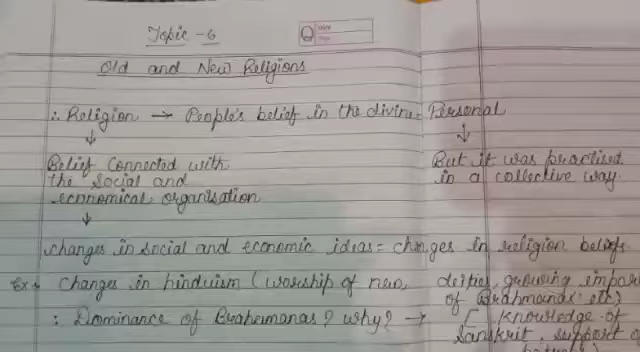 Topic - 6
Old and New Religions
∴ Religion → People's belief in the divine = Personal
↓ ↓
Belief Connected with But it was practised
the social and in a collective way.
economical organisation
↓
changes in social and economic ideas = changes in religion beliefs
Ex: Changes in hinduism (worship of new deities, growing
of Brahmanas etc)
: Dominance of Brahamanas? why? → [ Knowledge of
Sanskrit, support